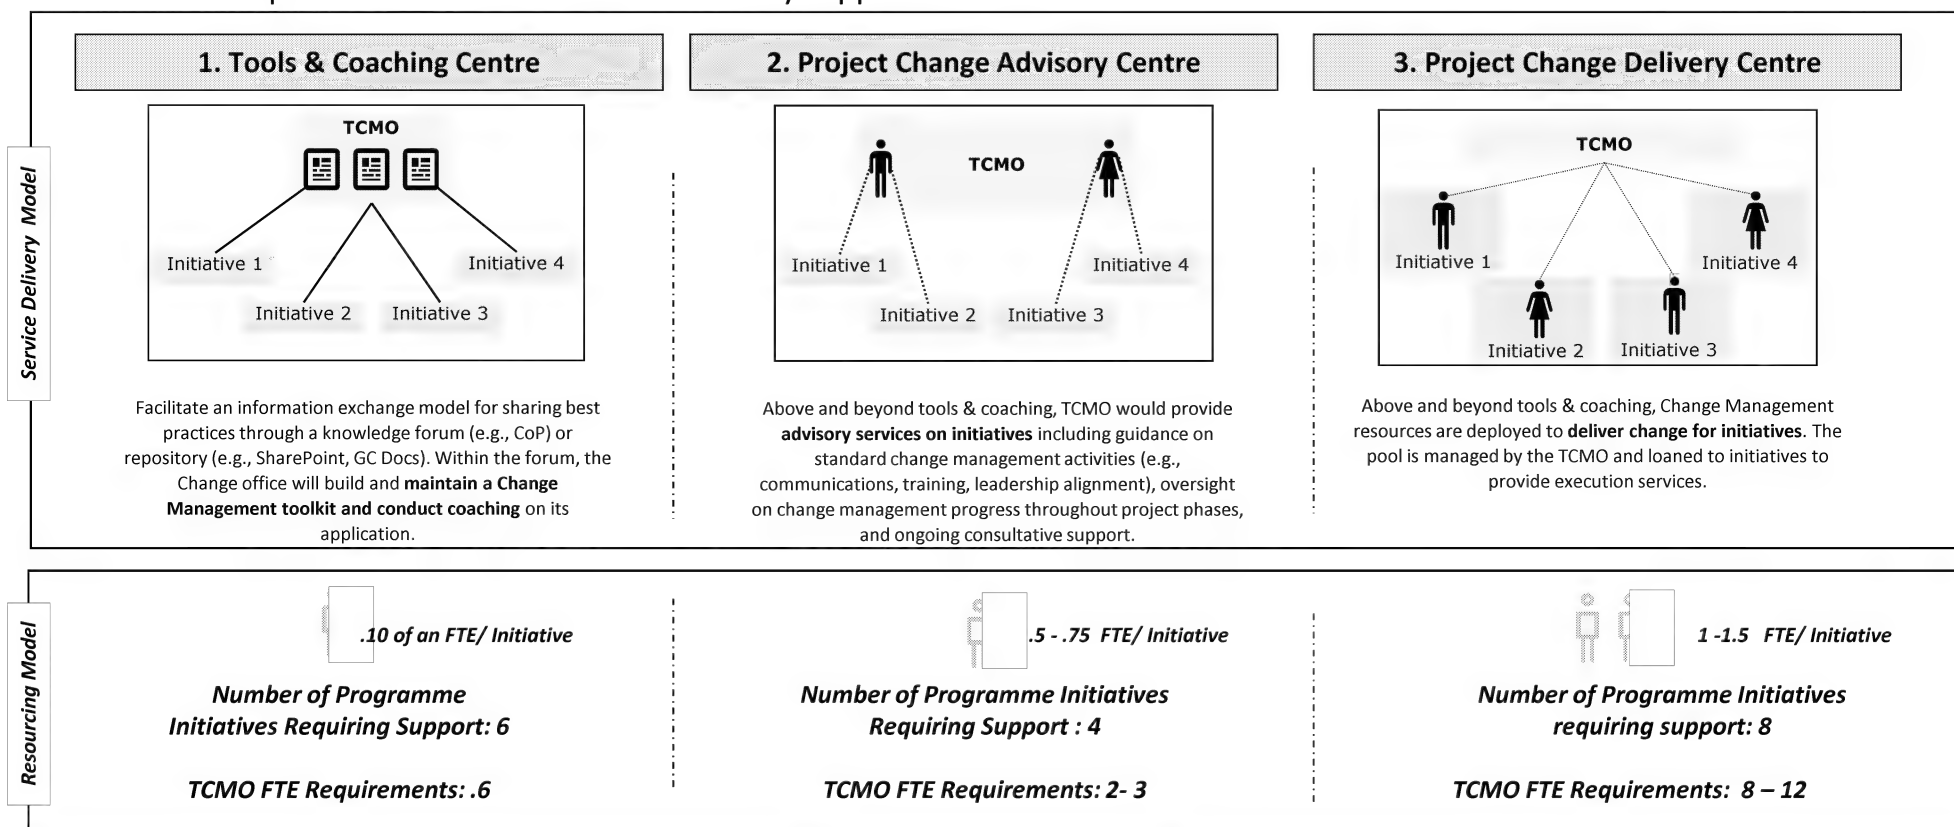 1. Tools & Coaching Centre
2. Project Change Advisory Centre
3. Project Change Delivery Centre
Service Delivery Model
TCMO
Initiative 1
Initiative 4
Initiative 2
Initiative 3
TCMO
Initiative 1
Initiative 4
Initiative 2
Initiative 3
TCMO
Initiative 1
Initiative 4
Initiative 2
Initiative 3
Facilitate an information exchange model for sharing best
practices through a knowledge forum (e.g., CoP) or
repository (e.g., SharePoint, GC Docs). Within the forum, the
Change office will build and maintain a Change
Management toolkit and conduct coaching on its
application.
Above and beyond tools & coaching, TCMO would provide
advisory services on initiatives including guidance on
standard change management activities (e.g.,
communications, training, leadership alignment), oversight
on change management progress throughout project phases,
and ongoing consultative support.
Above and beyond tools & coaching, Change Management
resources are deployed to deliver change for initiatives. The
pool is managed by the TCMO and loaned to initiatives to
provide execution services.
Resourcing Model
.10 of an FTE/ Initiative
Number of Programme
Initiatives Requiring Support: 6
TCMO FTE Requirements: .6
.5 - .75 FTE/ Initiative
Number of Programme Initiatives
Requiring Support : 4
TCMO FTE Requirements: 2- 3
1 -1.5 FTE/ Initiative
Number of Programme Initiatives
requiring support: 8
TCMO FTE Requirements: 8 – 12